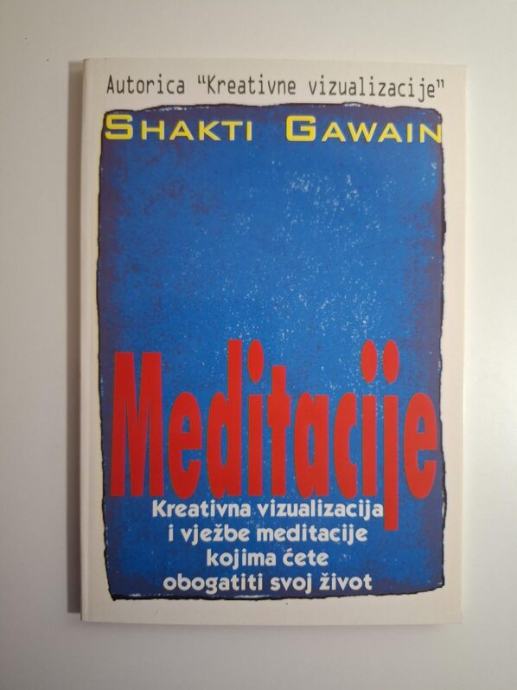 Autorica "Kreativne vizualizacije"
SHAKTI GAWAIN
Meditacije
Kreativna vizualizacija
i vježbe meditacije
kojima ćete
obogatiti svoj život